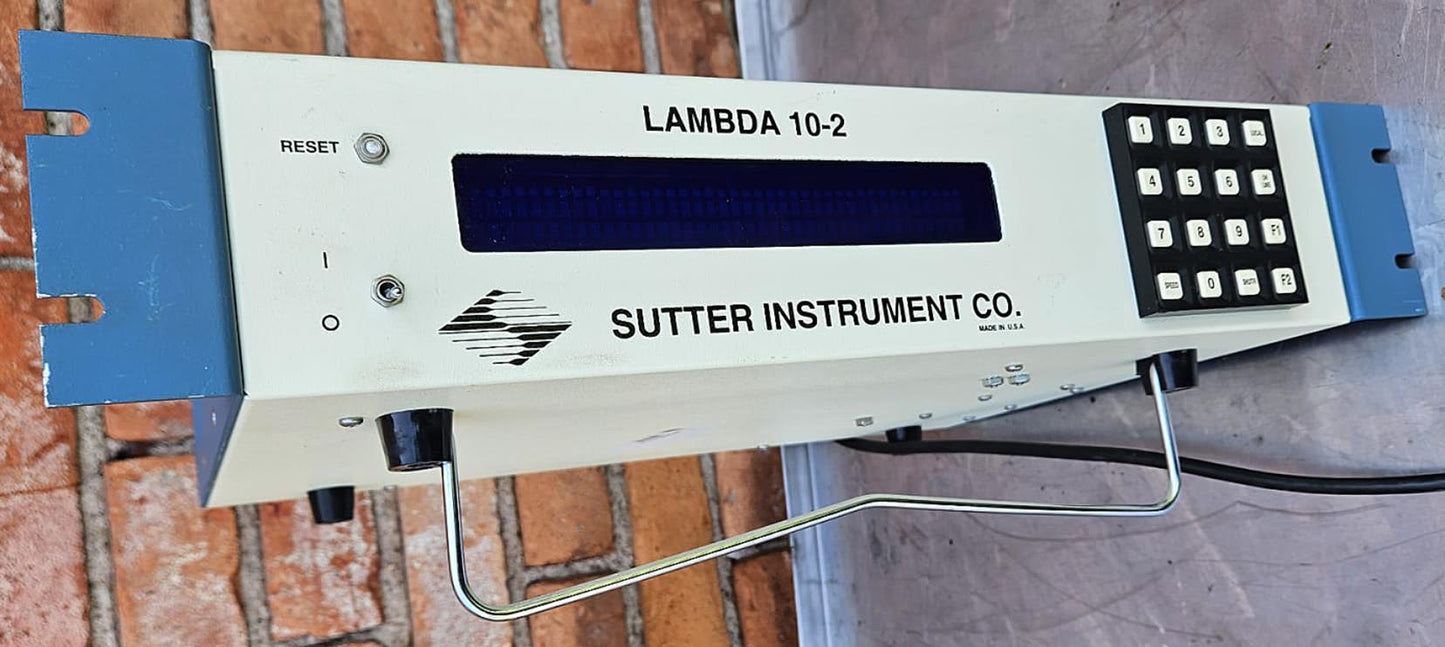 LAMBDA 10-2
RESET
I
O
SUTTER INSTRUMENT CO.
MADE IN U.S.A.
1 2 3 LOCAL
4 5 6 ON LINE
7 8 9 F1
SPEED 0 SHUTR F2